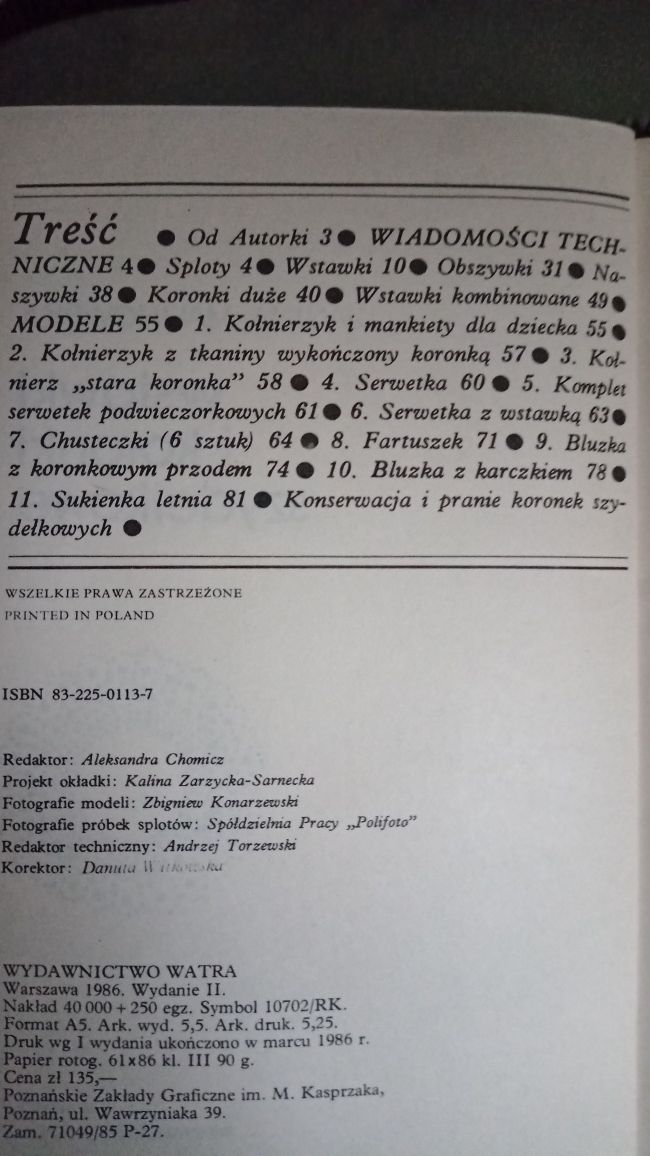 Treść ● Od Autorki 3 ● WIADOMOŚCI TECH-
NICZNE 4 ● Sploty 4 ● Wstawki 10 ● Obszywki 31 ● Na-
szywki 38 ● Koronki duże 40 ● Wstawki kombinowane 49 ●
MODELE 55 ● 1. Kołnierzyk i mankiety dla dziecka 55 ●
2. Kołnierzyk z tkaniny wykończony koronką 57 ● 3. Koł-
nierz „stara koronka” 58 ● 4. Serwetka 60 ● 5. Komplet
serwetek podwieczorkowych 61 ● 6. Serwetka z wstawką 63 ●
7. Chusteczki (6 sztuk) 64 ● 8. Fartuszek 71 ● 9. Bluzka
z koronkowym przodem 74 ● 10. Bluzka z karczkiem 78 ●
11. Sukienka letnia 81 ● Konserwacja i pranie koronek szy-
dełkowych ●
WSZELKIE PRAWA ZASTRZEŻONE
PRINTED IN POLAND
ISBN 83-225-0113-7
Redaktor: Aleksandra Chomicz
Projekt okładki: Kalina Zarzycka-Sarnecka
Fotografie modeli: Zbigniew Konarzewski
Fotografie próbek splotów: Spółdzielnia Pracy „Polifoto”
Redaktor techniczny: Andrzej Torzewski
Korektor: Danuta
WYDAWNICTWO WATRA
Warszawa 1986. Wydanie II.
Nakład 40 000 + 250 egz. Symbol 10702/RK.
Format A5. Ark. wyd. 5,5. Ark. druk. 5,25.
Druk wg I wydania ukończono w marcu 1986 r.
Papier rotog. 61x86 kl. III 90 g.
Cena zł 135,—
Poznańskie Zakłady Graficzne im. M. Kasprzaka,
Poznań, ul. Wawrzyniaka 39.
Zam. 71049/85 P-27.